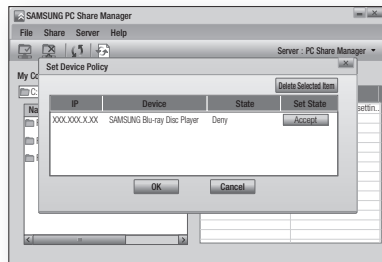 SAMSUNG PC Share Manager
File Share Server Help
Server : PC Share Manager
Set Device Policy
My Co
Delete Selected Item
C:
IP Device State Set State
Na
settin..
XXX.XXX.X.XX SAMSUNG Blu-ray Disc Player Deny Accept
OK Cancel